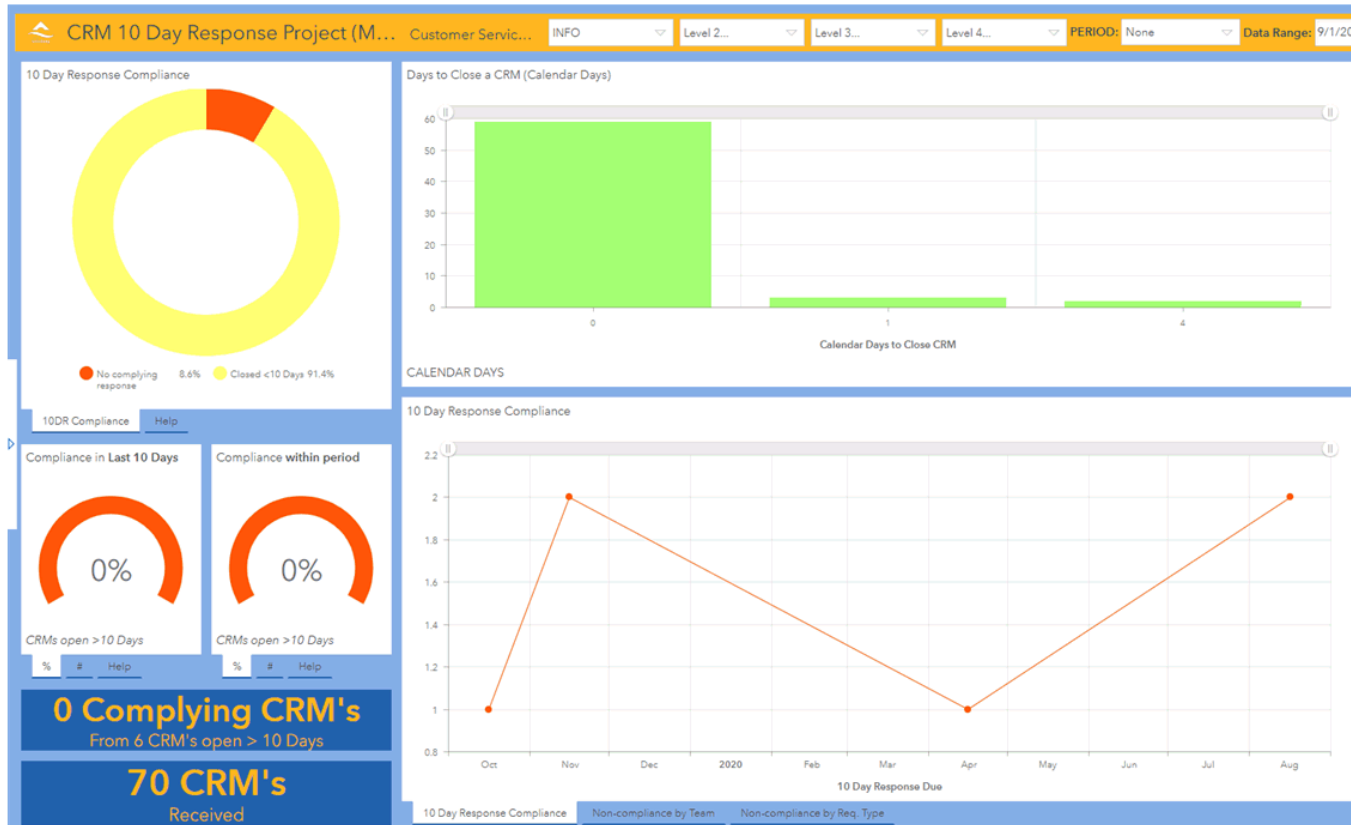 CRM 10 Day Response Project (M... Customer Servic... INFO Level 2... Level 3... Level 4... PERIOD: None Data Range: 9/1/20
10 Day Response Compliance
No complying response 8.6% Closed <10 Days 91.4%
10DR Compliance Help
Days to Close a CRM (Calendar Days)
60
50
40
30
20
10
0
0 1 4
Calendar Days to Close CRM
CALENDAR DAYS
Compliance in Last 10 Days
0%
CRMs open >10 Days
% # Help
Compliance within period
0%
CRMs open >10 Days
% # Help
0 Complying CRM's
From 6 CRM's open > 10 Days
70 CRM's
Received
10 Day Response Compliance
2.2
2
1.8
1.6
1.4
1.2
1
0.8
Oct Nov Dec 2020 Feb Mar Apr May Jun Jul Aug
10 Day Response Due
10 Day Response Compliance Non-compliance by Team Non-compliance by Req. Type